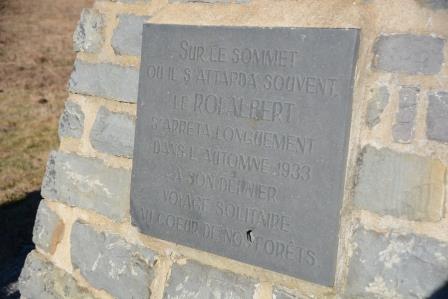 SUR CE SOMMET
OU IL S'ATTARDA SOUVENT
LE ROI ALBERT
S'ARRETA LONGUEMENT
DANS L'AUTOMNE 1933
A SON DERNIER
VOYAGE SOLITAIRE
AU COEUR DE NOS FORÊTS